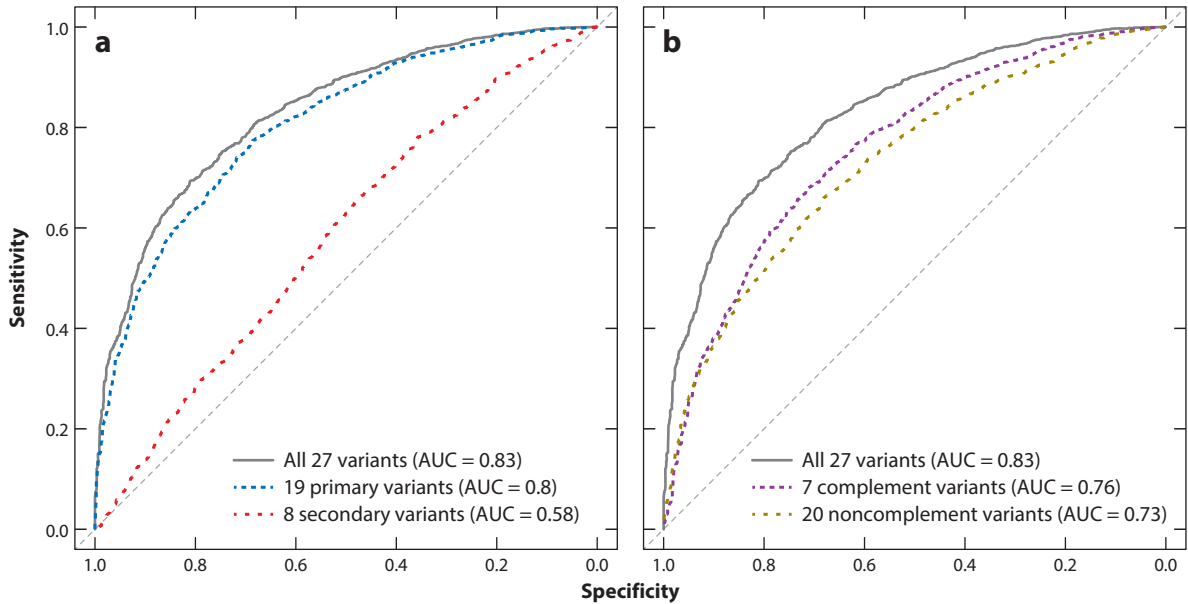 a
b
1.0
0.8
0.6
0.4
0.2
0.0
Sensitivity
All 27 variants (AUC = 0.83)
19 primary variants (AUC = 0.8)
8 secondary variants (AUC = 0.58)
All 27 variants (AUC = 0.83)
7 complement variants (AUC = 0.76)
20 noncomplement variants (AUC = 0.73)
1.0 0.8 0.6 0.4 0.2 0.0
1.0 0.8 0.6 0.4 0.2 0.0
Specificity